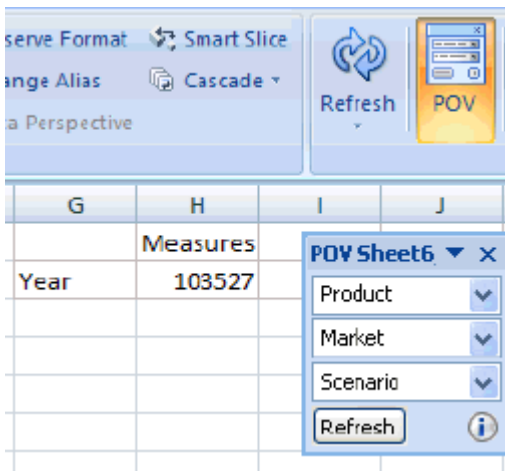 serve Format Smart Slice
ange Alias Cascade
a Perspective
Refresh
POV
G H I J
Measures
Year 103527
POV Sheet6
Product
Market
Scenario
Refresh